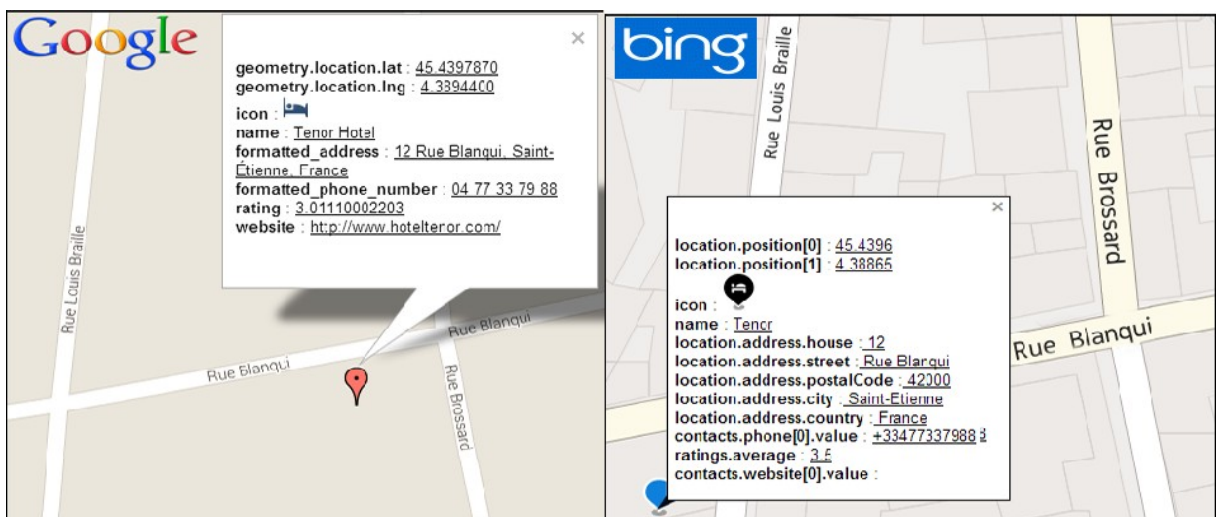 Google
geometry.location.lat : 45.4397870
geometry.location.lng : 4.3894400
icon :
name : Tenor Hotel
formatted_address : 12 Rue Blanqui, Saint-
Étienne, France
formatted_phone_number : 04 77 33 79 88
rating : 3.01110002203
website : http://www.hoteltenor.com/
Rue Louis Braille
Rue Blanqui
Rue Blanqui
Rue Brossard
bing
Rue Louis Braille
Rue Brossard
Rue Blanqui
location.position[0] : 45.4396
location.position[1] : 4.38865
icon :
name : Tenor
location.address.house : 12
location.address.street : Rue Blanqui
location.address.postalCode : 42000
location.address.city : Saint-Etienne
location.address.country : France
contacts.phone[0].value : +33477337988
ratings.average : 3.5
contacts.website[0].value :